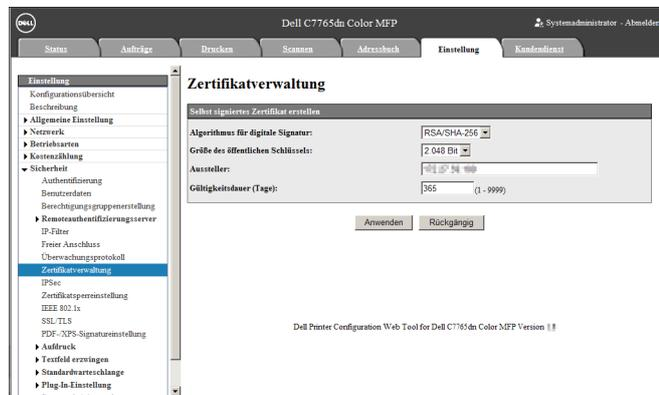 DELL
Dell C7765dn Color MFP
Systemadministrator - Abmelden
Status
Aufträge
Drucken
Scannen
Adressbuch
Einstellung
Kundendienst
Einstellung
Konfigurationsübersicht
Beschreibung
Allgemeine Einstellung
Netzwerk
Betriebsarten
Kostenzählung
Sicherheit
Authentifizierung
Benutzerdaten
Berechtigungsgruppenerstellung
Remoteauthentifizierungsserver
IP-Filter
Freier Anschluss
Überwachungsprotokoll
Zertifikatverwaltung
IPSec
Zertifikatsperreinstellung
IEEE 802.1x
SSL/TLS
PDF-/XPS-Signatureinstellung
Aufdruck
Textfeld erzwingen
Standardwarteschlange
Plug-In-Einstellung
Zertifikatverwaltung
Selbst signiertes Zertifikat erstellen
Algorithmus für digitale Signatur: RSA/SHA-256
Größe des öffentlichen Schlüssels: 2 048 Bit
Aussteller:
Gültigkeitsdauer (Tage): 365 (1 - 9999)
Anwenden Rückgängig
Dell Printer Configuration Web Tool for Dell C7765dn Color MFP Version